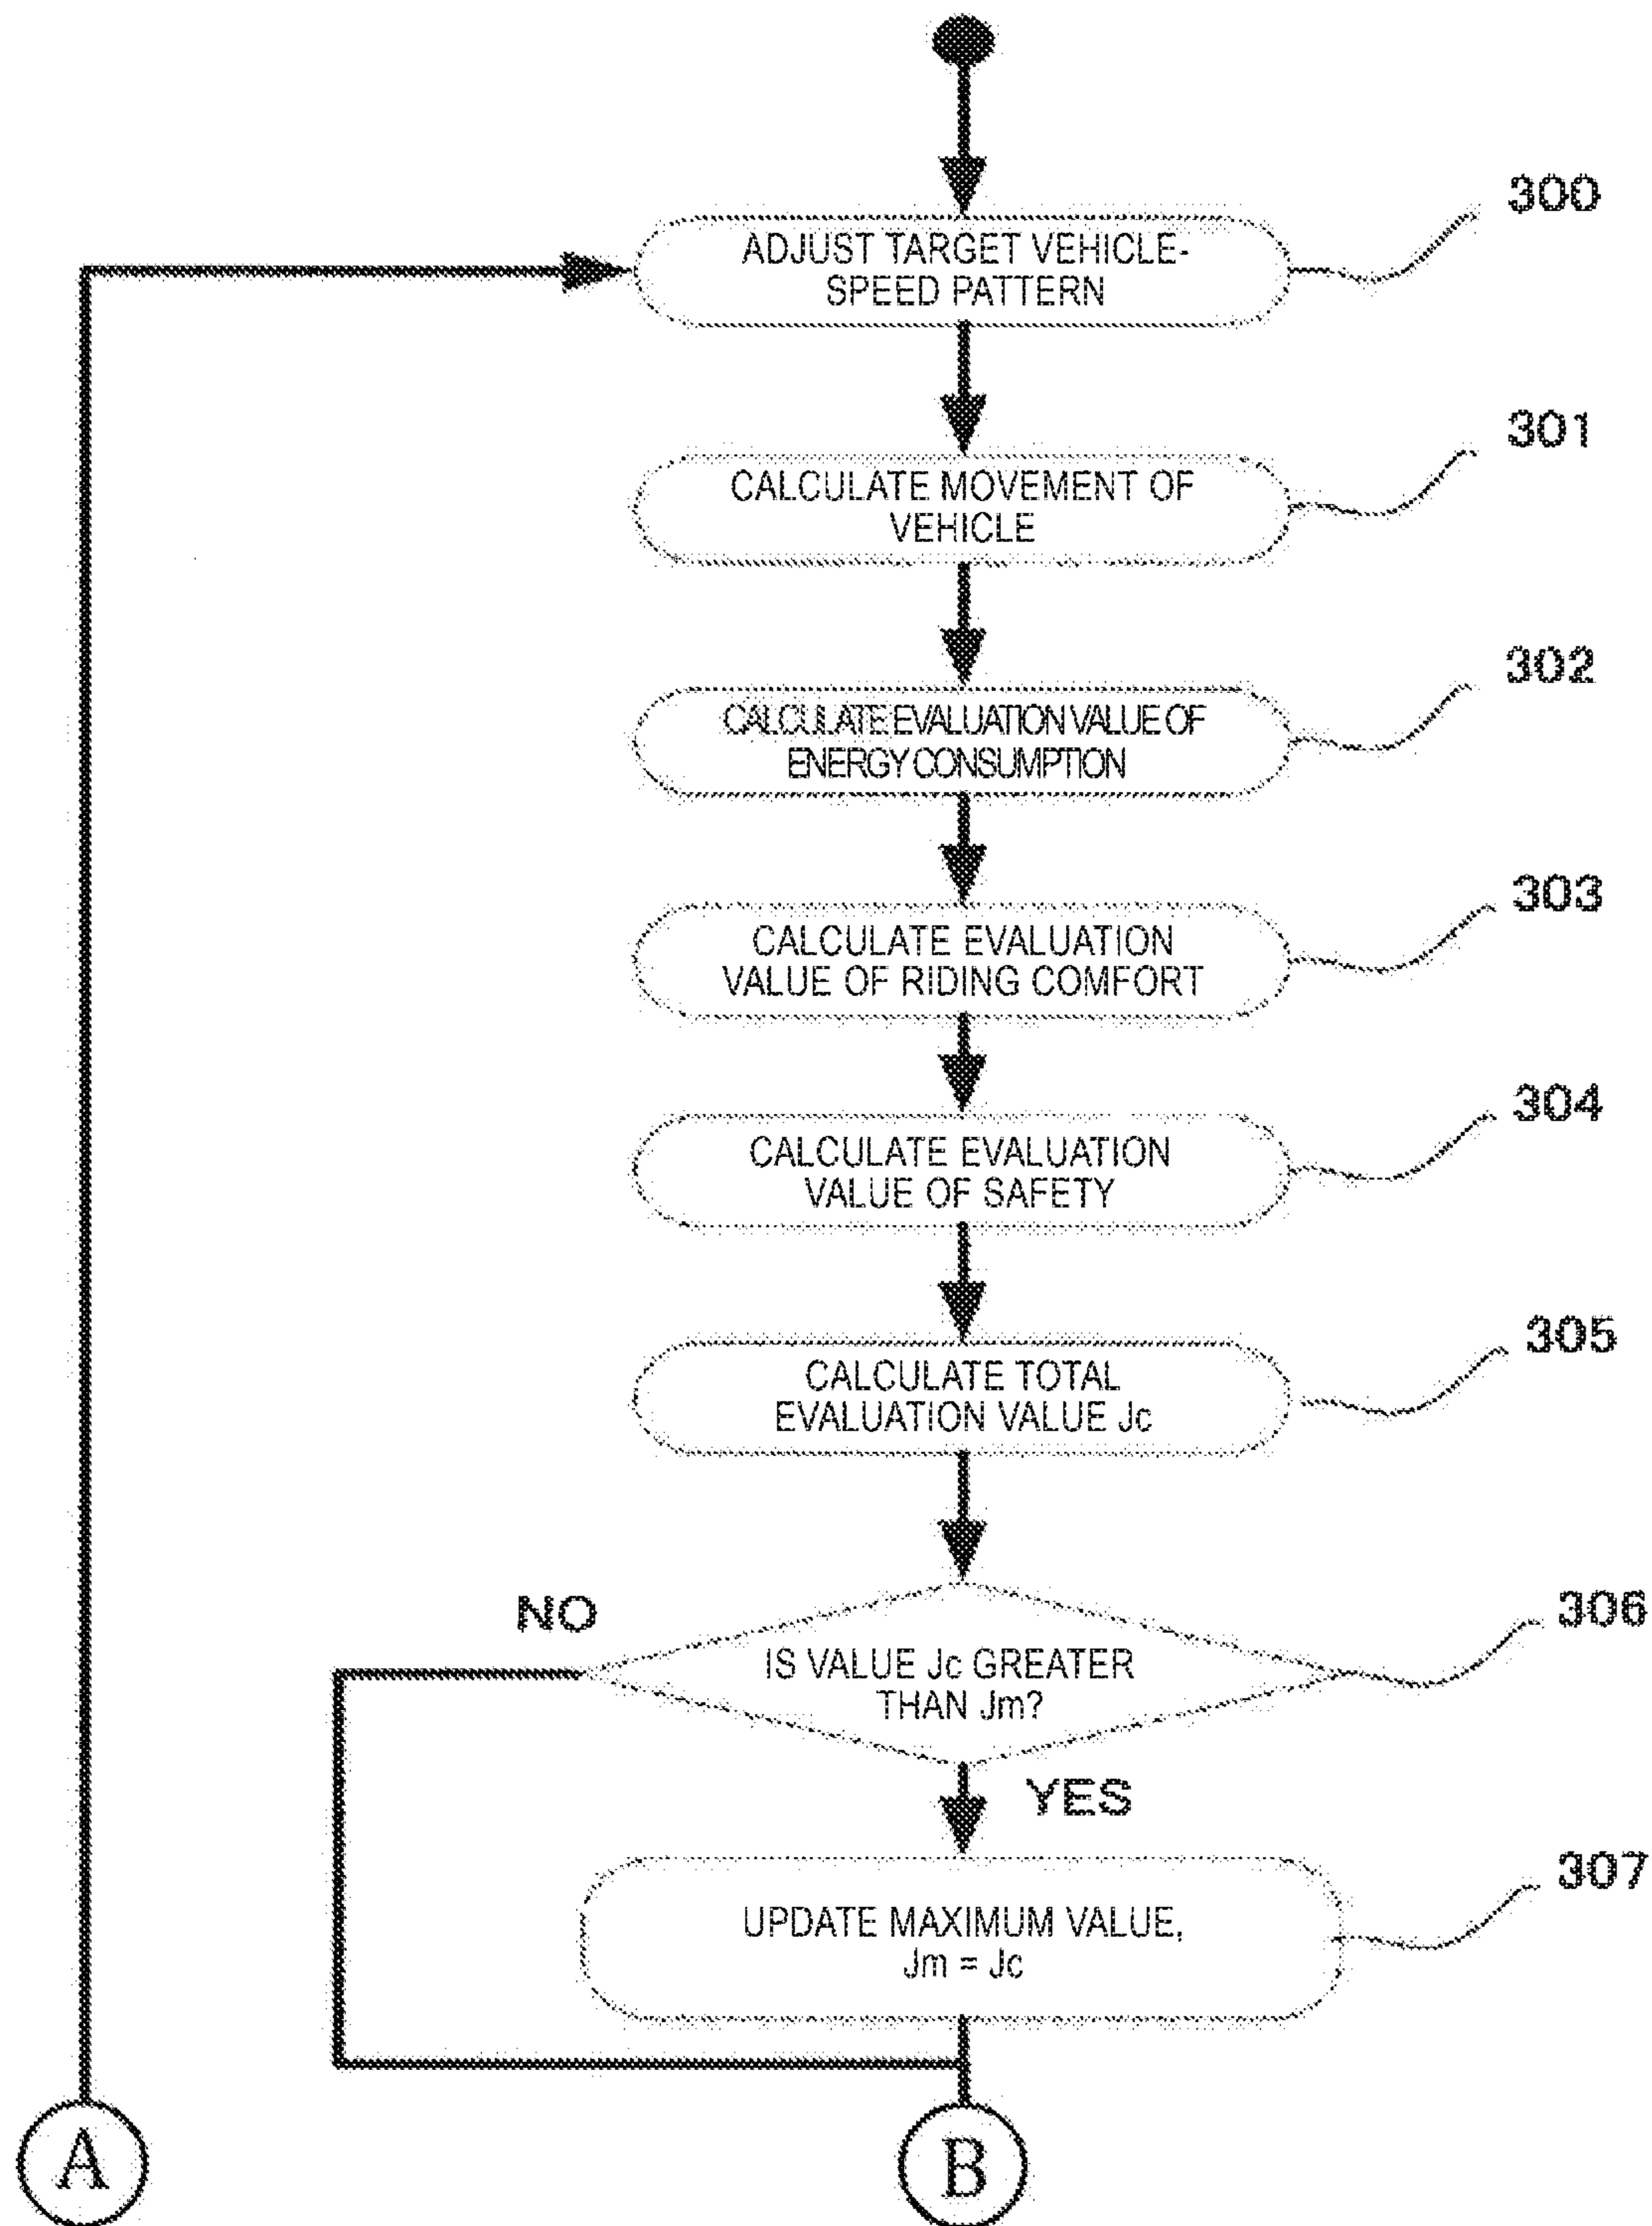 300
ADJUST TARGET VEHICLE-
SPEED PATTERN
301
CALCULATE MOVEMENT OF
VEHICLE
302
CALCULATE EVALUATION VALUE OF
ENERGY CONSUMPTION
303
CALCULATE EVALUATION
VALUE OF RIDING COMFORT
304
CALCULATE EVALUATION
VALUE OF SAFETY
305
CALCULATE TOTAL
EVALUATION VALUE Jc
NO
306
IS VALUE Jc GREATER
THAN Jm?
YES
307
UPDATE MAXIMUM VALUE,
Jm = Jc
A
B